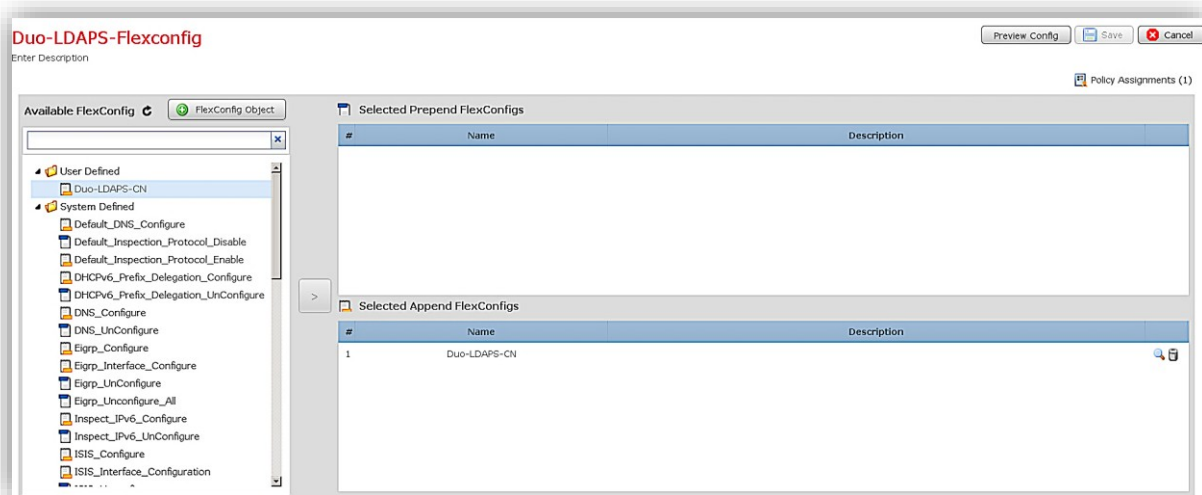 Duo-LDAPS-Flexconfig
Preview Config Save Cancel
Enter Description
Policy Assignments (1)
Available FlexConfig FlexConfig Object
Selected Prepend FlexConfigs
# Name Description
User Defined
Duo-LDAPS-CN
System Defined
Default_DNS_Configure
Default_Inspection_Protocol_Disable
Default_Inspection_Protocol_Enable
DHCPv6_Prefix_Delegation_Configure
DHCPv6_Prefix_Delegation_UnConfigure
DNS_Configure
DNS_UnConfigure
Eigrp_Configure
Eigrp_Interface_Configure
Eigrp_UnConfigure
Eigrp_Unconfigure_All
Inspect_IPv6_Configure
Inspect_IPv6_UnConfigure
ISIS_Configure
ISIS_Interface_Configuration
>
Selected Append FlexConfigs
# Name Description
1 Duo-LDAPS-CN